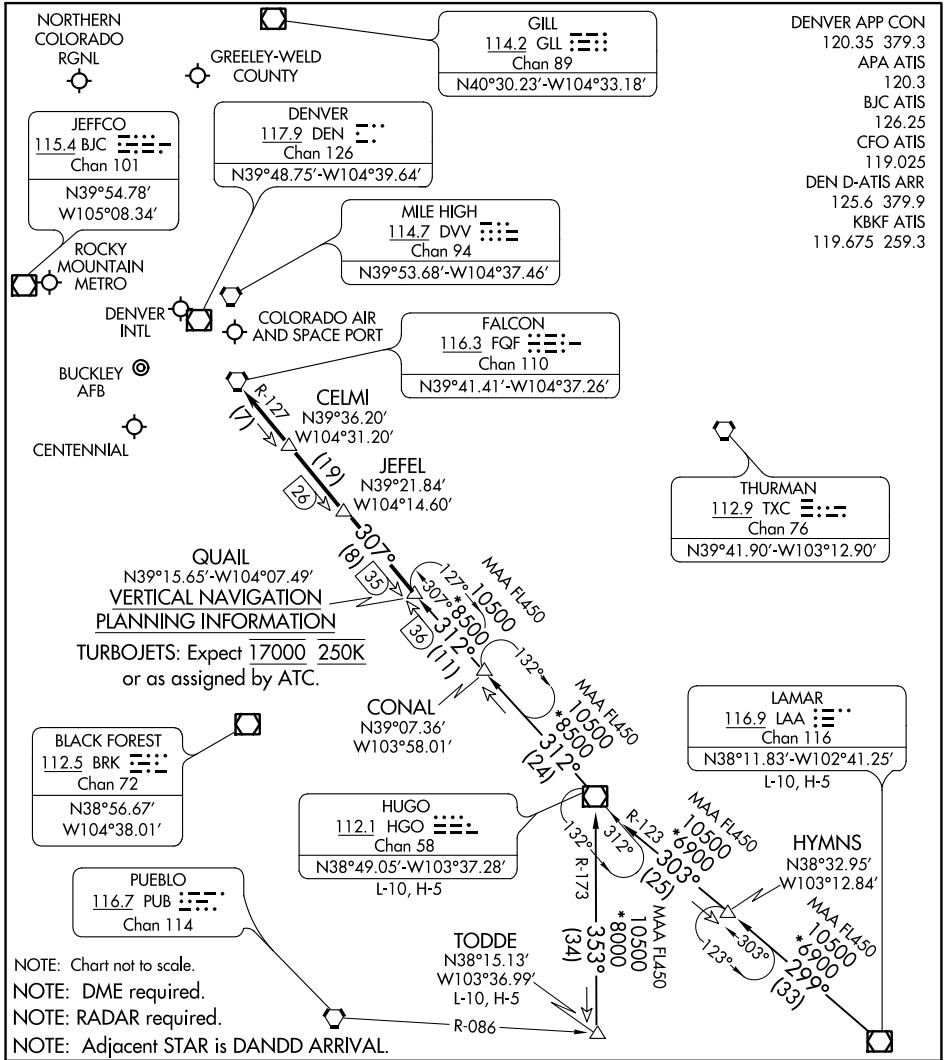 NORTHERN
COLORADO
RGNL
GREELEY-WELD
COUNTY
GILL
114.2 GLL
Chan 89
N40°30.23'-W104°33.18'
DENVER APP CON
120.35 379.3
APA ATIS
120.3
BJC ATIS
126.25
CFO ATIS
119.025
DEN D-ATIS ARR
125.6 379.9
KBKF ATIS
119.675 259.3
JEFFCO
115.4 BJC
Chan 101
N39°54.78'
W105°08.34'
DENVER
117.9 DEN
Chan 126
N39°48.75'-W104°39.64'
MILE HIGH
114.7 DVV
Chan 94
N39°53.68'-W104°37.46'
ROCKY
MOUNTAIN
METRO
DENVER
INTL
COLORADO AIR
AND SPACE PORT
FALCON
116.3 FQF
Chan 110
N39°41.41'-W104°37.26'
BUCKLEY
AFB
CENTENNIAL
R-127
(7)
CELMI
N39°36.20'
W104°31.20'
(19)
26
JEFEL
N39°21.84'
W104°14.60'
THURMAN
112.9 TXC
Chan 76
N39°41.90'-W103°12.90'
307°
(8)
35
QUAIL
N39°15.65'-W104°07.49'
VERTICAL NAVIGATION
PLANNING INFORMATION
TURBOJETS: Expect 17000 250K
or as assigned by ATC.
127°
307°
MAA FL450
10500
*8500
312°
(11)
36
CONAL
N39°07.36'
W103°58.01'
132°
MAA FL450
10500
*8500
312°
(24)
LAMAR
116.9 LAA
Chan 116
N38°11.83'-W102°41.25'
L-10, H-5
BLACK FOREST
112.5 BRK
Chan 72
N38°56.67'
W104°38.01'
HUGO
112.1 HGO
Chan 58
N38°49.05'-W103°37.28'
L-10, H-5
132°
312°
R-123
MAA FL450
10500
*6900
303°
(25)
HYMNS
N38°32.95'
W103°12.84'
303°
123°
MAA FL450
10500
*6900
299°
(33)
PUEBLO
116.7 PUB
Chan 114
R-173
MAA FL450
10500
*8000
353°
(34)
TODDE
N38°15.13'
W103°36.99'
L-10, H-5
R-086
NOTE: Chart not to scale.
NOTE: DME required.
NOTE: RADAR required.
NOTE: Adjacent STAR is DANDD ARRIVAL.